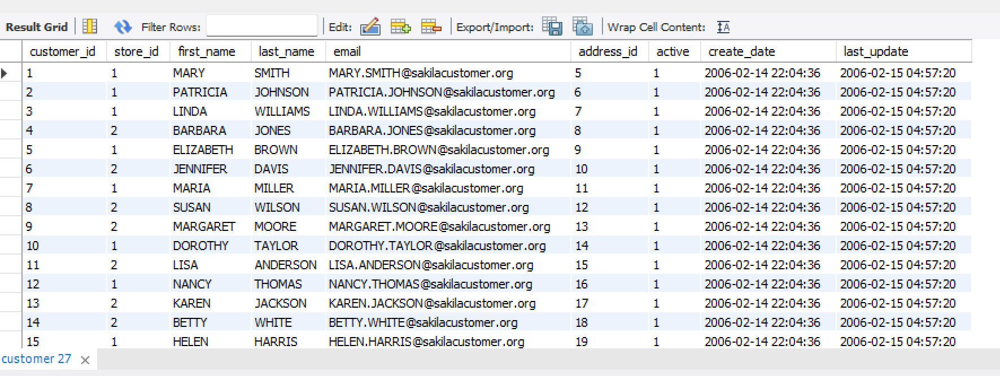 Result Grid Filter Rows: Edit: Export/Import: Wrap Cell Content: IA
customer_id store_id first_name last_name email address_id active create_date last_update
1 1 MARY SMITH MARY.SMITH@sakilacustomer.org 5 1 2006-02-14 22:04:36 2006-02-15 04:57:20
2 1 PATRICIA JOHNSON PATRICIA.JOHNSON@sakilacustomer.org 6 1 2006-02-14 22:04:36 2006-02-15 04:57:20
3 1 LINDA WILLIAMS LINDA.WILLIAMS@sakilacustomer.org 7 1 2006-02-14 22:04:36 2006-02-15 04:57:20
4 2 BARBARA JONES BARBARA.JONES@sakilacustomer.org 8 1 2006-02-14 22:04:36 2006-02-15 04:57:20
5 1 ELIZABETH BROWN ELIZABETH.BROWN@sakilacustomer.org 9 1 2006-02-14 22:04:36 2006-02-15 04:57:20
6 2 JENNIFER DAVIS JENNIFER.DAVIS@sakilacustomer.org 10 1 2006-02-14 22:04:36 2006-02-15 04:57:20
7 1 MARIA MILLER MARIA.MILLER@sakilacustomer.org 11 1 2006-02-14 22:04:36 2006-02-15 04:57:20
8 2 SUSAN WILSON SUSAN.WILSON@sakilacustomer.org 12 1 2006-02-14 22:04:36 2006-02-15 04:57:20
9 2 MARGARET MOORE MARGARET.MOORE@sakilacustomer.org 13 1 2006-02-14 22:04:36 2006-02-15 04:57:20
10 1 DOROTHY TAYLOR DOROTHY.TAYLOR@sakilacustomer.org 14 1 2006-02-14 22:04:36 2006-02-15 04:57:20
11 2 LISA ANDERSON LISA.ANDERSON@sakilacustomer.org 15 1 2006-02-14 22:04:36 2006-02-15 04:57:20
12 1 NANCY THOMAS NANCY.THOMAS@sakilacustomer.org 16 1 2006-02-14 22:04:36 2006-02-15 04:57:20
13 2 KAREN JACKSON KAREN.JACKSON@sakilacustomer.org 17 1 2006-02-14 22:04:36 2006-02-15 04:57:20
14 2 BETTY WHITE BETTY.WHITE@sakilacustomer.org 18 1 2006-02-14 22:04:36 2006-02-15 04:57:20
15 1 HELEN HARRIS HELEN.HARRIS@sakilacustomer.org 19 1 2006-02-14 22:04:36 2006-02-15 04:57:20
customer 27